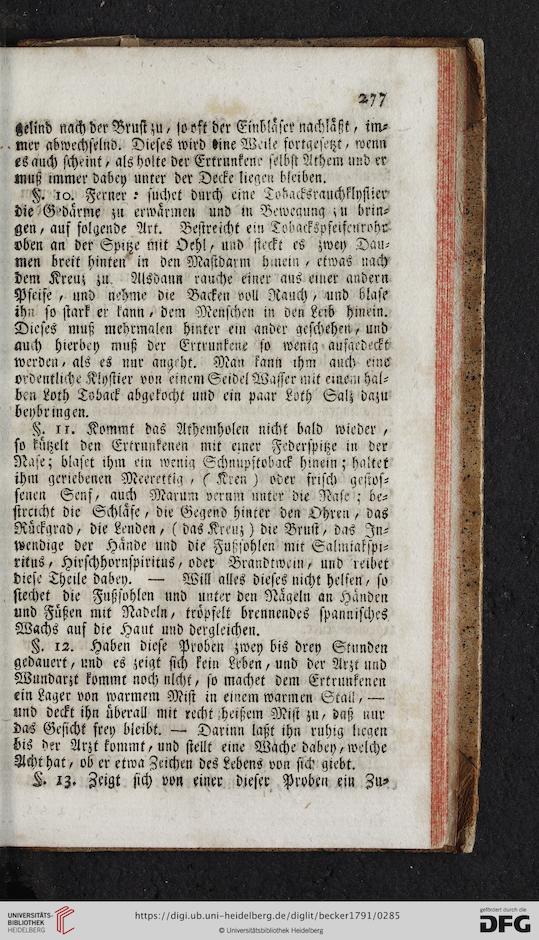 277
gelind nach der Brust zu, so oft der Einbläser nachläßt, im-
mer abwechselnd. Dieses wird eine Weile fortgesetzt, wenn
es auch scheint, als holte der Ertrunkene selbst Athem und er
muß immer dabey unter der Decke liegen bleiben.
§. 10. Ferner: suchet durch eine Tobacksrauchklystier
die Gedärme zu erwärmen und in Bewegung zu brin-
gen, auf folgende Art. Bestreicht ein Tobackspfeifenrohr
oben an der Spitze mit Oehl, und steckt es zwey Dau-
men breit hinten in den Mastdarm hinein, etwas nach
dem Kreuz zu. Alsdann rauche einer aus einer andern
Pfeife, und nehme die Backen voll Rauch, und blase
ihn so stark er kann, dem Menschen in den Leib hinein.
Dieses muß mehrmalen hinter ein ander geschehen, und
auch hierbey muß der Ertrunkene so wenig aufgedeckt
werden, als es nur angeht. Man kann ihm auch eine
ordentliche Klystier von einem Seidel Wasser mit einem hal-
ben Loth Toback abgekocht und ein paar Loth Salz dazu
beybringen.
§. 11. Kommt das Athemholen nicht bald wieder,
so kützelt den Ertrunkenen mit einer Federspitze in der
Nase; blaset ihm ein wenig Schnupftoback hinein; haltet
ihm geriebenen Meerettig, (Kren) oder frisch gestos-
senen Senf, auch Marum verum unter die Nase; be-
streicht die Schläfe, die Gegend hinter den Ohren, das
Rückgrad, die Lenden, (das Kreuz) die Brust, das In-
wendige der Hände und die Fußsohlen mit Salmiakspi-
ritus, Hirschhornspiritus, oder Brandtwein, und reibet
diese Theile dabey. — Will alles dieses nicht helfen, so
stechet die Fußsohlen und unter den Nägeln an Händen
und Füßen mit Nadeln, tröpfelt brennendes spannisches
Wachs auf die Haut und dergleichen.
§. 12. Haben diese Proben zwey bis drey Stunden
gedauert, und es zeigt sich kein Leben, und der Arzt und
Wundarzt kommt noch nicht, so machet dem Ertrunkenen
ein Lager von warmem Mist in einem warmen Stall, —
und deckt ihn überall mit recht heißem Mist zu, daß nur
das Gesicht frey bleibt. — Darinn laßt ihn ruhig liegen
bis der Arzt kommt, und stellt eine Wache dabey, welche
Acht hat, ob er etwa Zeichen des Lebens von sich giebt.
§. 13. Zeigt sich von einer dieser Proben ein Zu-
UNIVERSITÄTS-
BIBLIOTHEK
HEIDELBERG
https://digi.ub.uni-heidelberg.de/diglit/becker1791/0285
© Universitätsbibliothek Heidelberg
gefördert durch die
DFG